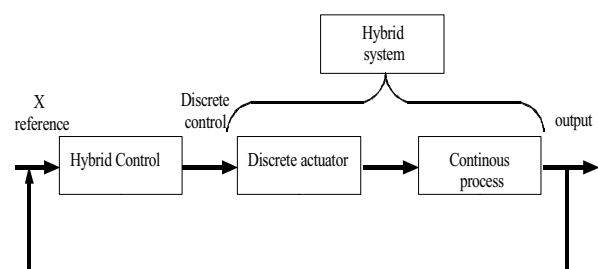 Hybrid
system
X
reference
Discrete
control
output
Hybrid Control
Discrete actuator
Continous
process